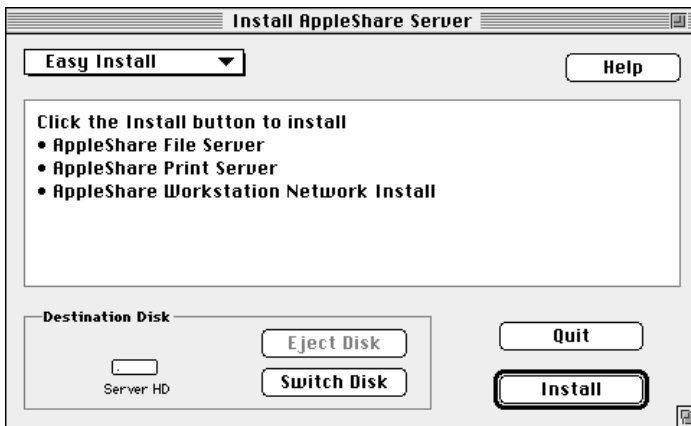 Install AppleShare Server
Easy Install
Help
Click the Install button to install
• AppleShare File Server
• AppleShare Print Server
• AppleShare Workstation Network Install
Destination Disk
Eject Disk
Server HD
Switch Disk
Quit
Install